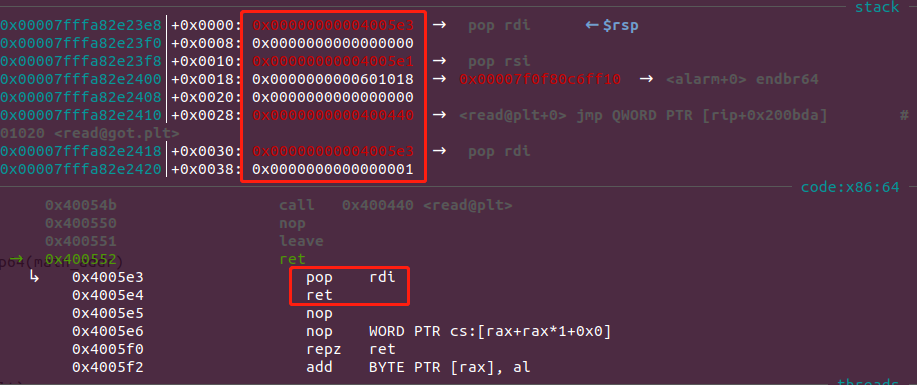 stack
0x00007fffa82e23e8│+0x0000: 0x00000000004005e3 → pop rdi ← $rsp
0x00007fffa82e23f0│+0x0008: 0x0000000000000000
0x00007fffa82e23f8│+0x0010: 0x00000000004005e1 → pop rsi
0x00007fffa82e2400│+0x0018: 0x0000000000601018 → 0x00007f0f80c6ff10 → <alarm+0> endbr64
0x00007fffa82e2408│+0x0020: 0x0000000000000000
0x00007fffa82e2410│+0x0028: 0x0000000000400440 → <read@plt+0> jmp QWORD PTR [rip+0x200bda] #
01020 <read@got.plt>
0x00007fffa82e2418│+0x0030: 0x00000000004005e3 → pop rdi
0x00007fffa82e2420│+0x0038: 0x0000000000000001
code:x86:64
0x40054b call 0x400440 <read@plt>
0x400550 nop
0x400551 leave
→ 0x400552 ret
↳ 0x4005e3 pop rdi
0x4005e4 ret
0x4005e5 nop
0x4005e6 nop WORD PTR cs:[rax+rax*1+0x0]
0x4005f0 repz ret
0x4005f2 add BYTE PTR [rax], al
threads